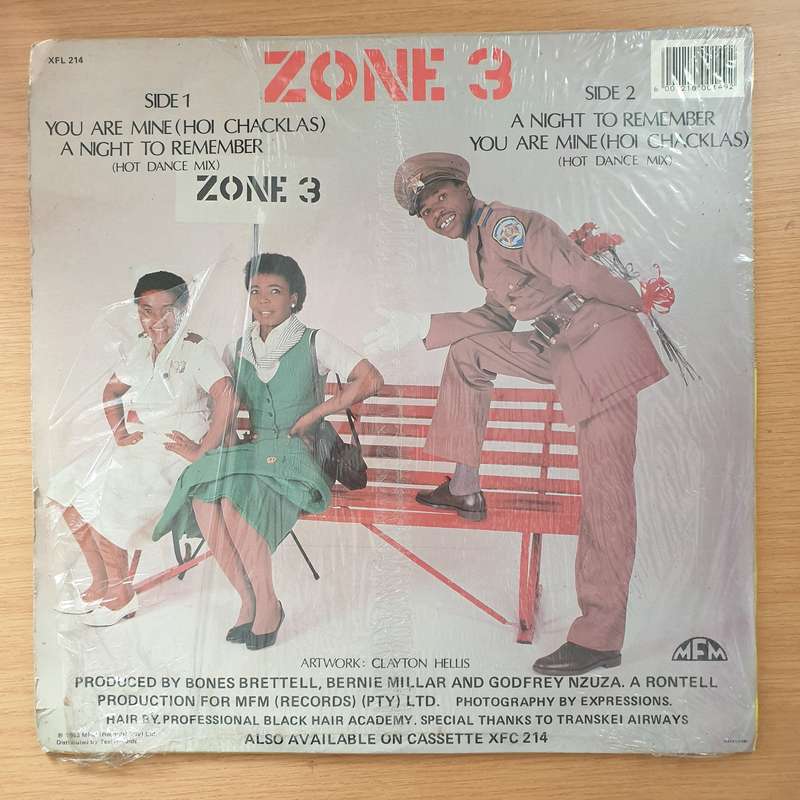 XFL 214
ZONE 3
SIDE 1
YOU ARE MINE (HOI CHACKLAS)
A NIGHT TO REMEMBER
(HOT DANCE MIX)
ZONE 3
SIDE 2
A NIGHT TO REMEMBER
YOU ARE MINE (HOI CHACKLAS)
(HOT DANCE MIX)
ARTWORK: CLAYTON HELLIS
PRODUCED BY BONES BRETTELL, BERNIE MILLAR AND GODFREY NZUZA. A RONTELL
PRODUCTION FOR MFM (RECORDS) (PTY) LTD. PHOTOGRAPHY BY EXPRESSIONS.
HAIR BY. PROFESSIONAL BLACK HAIR ACADEMY. SPECIAL THANKS TO TRANSKEI AIRWAYS
ALSO AVAILABLE ON CASSETTE XFC 214
MFM
Distributed by